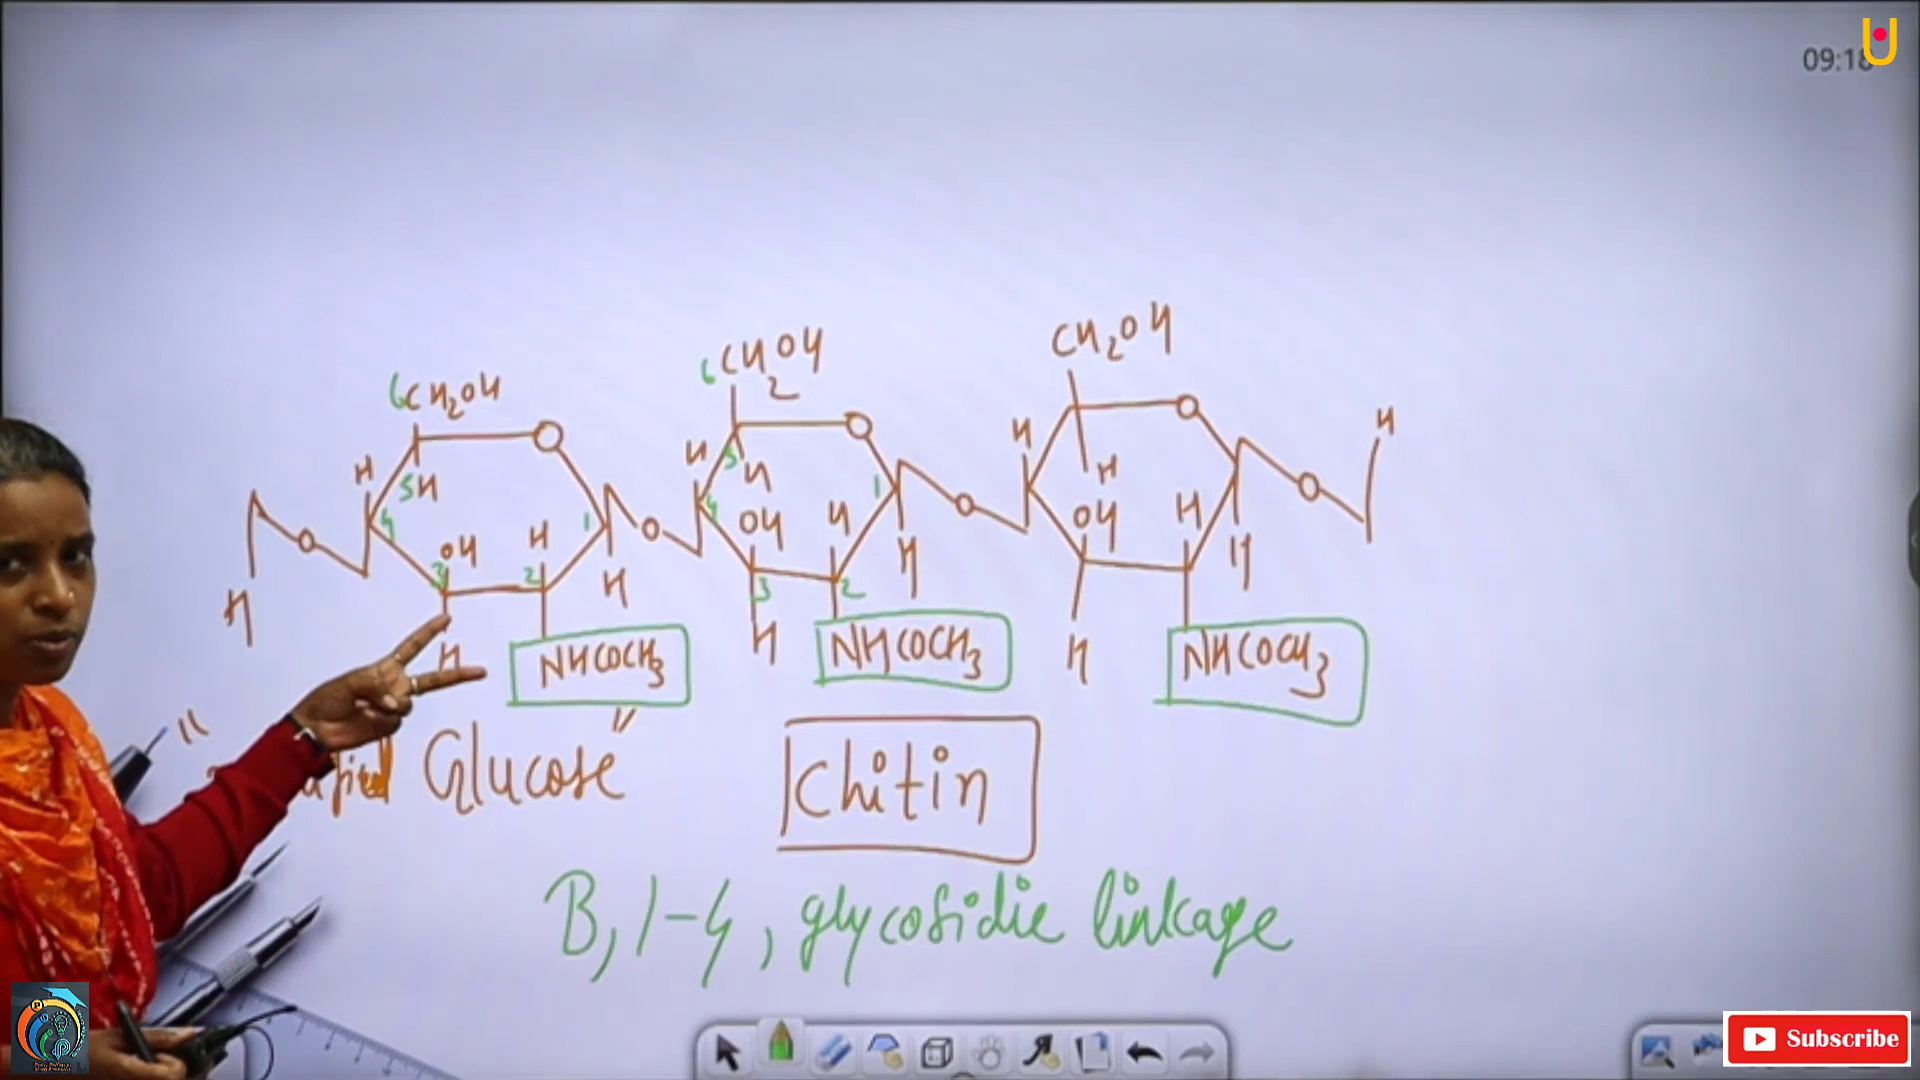 09:18
CH2OH
6CH2OH
6CH2OH
O
O
O
H
H
H
H
5H
5
H
H
O
H
4
OH
H
1
O
4
OH
H
1
O
OH
H
O
3
2
H
3
2
H
H
H
H
NHCOCH3
H
NHCOCH3
H
NHCOCH3
" Glucose"
Chitin
B, 1-4, glycosidic linkage
Subscribe